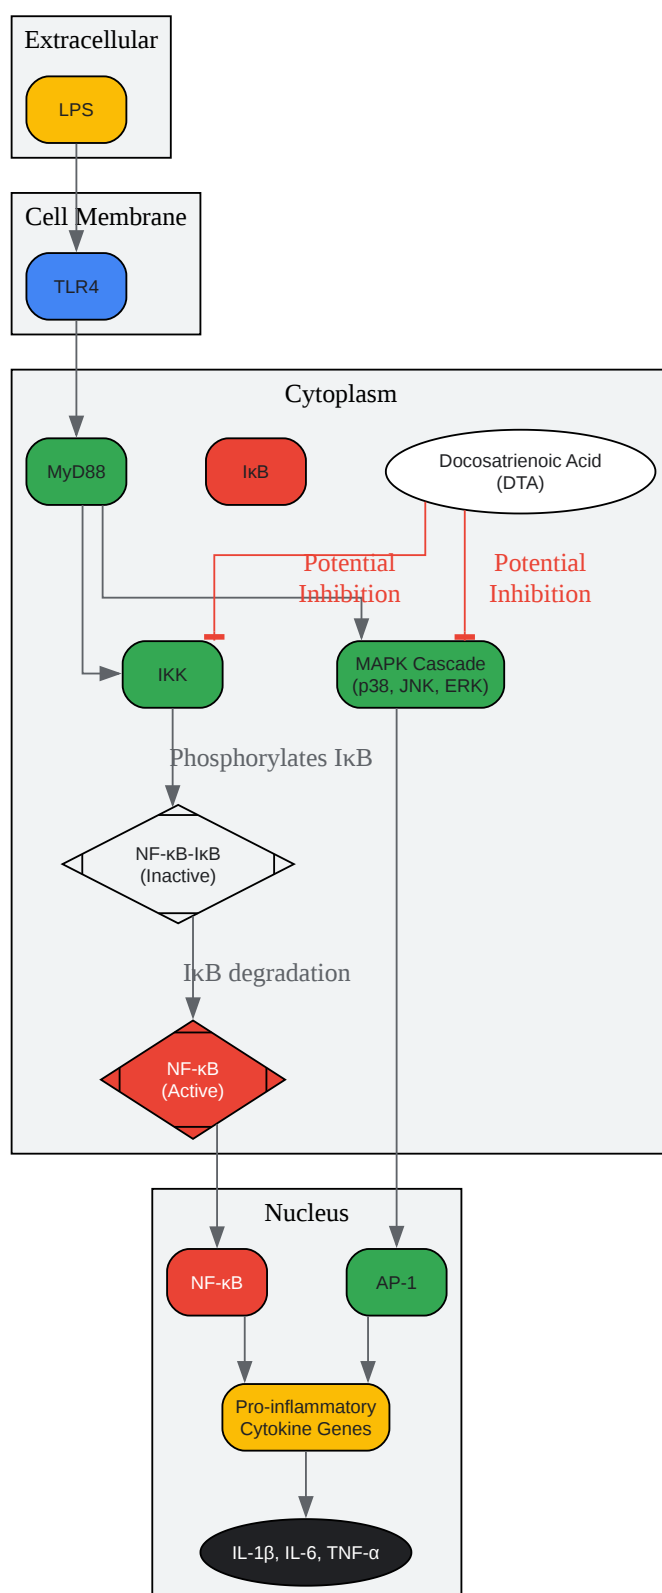 Extracellular
LPS
Cell Membrane
TLR4
Cytoplasm
MyD88
IκB
Docosatrienoic Acid
(DTA)
Potential
Inhibition
Potential
Inhibition
IKK
MAPK Cascade
(p38, JNK, ERK)
Phosphorylates IκB
NF-κB-IκB
(Inactive)
IκB degradation
NF-κB
(Active)
Nucleus
NF-κB
AP-1
Pro-inflammatory
Cytokine Genes
IL-1β, IL-6, TNF-α